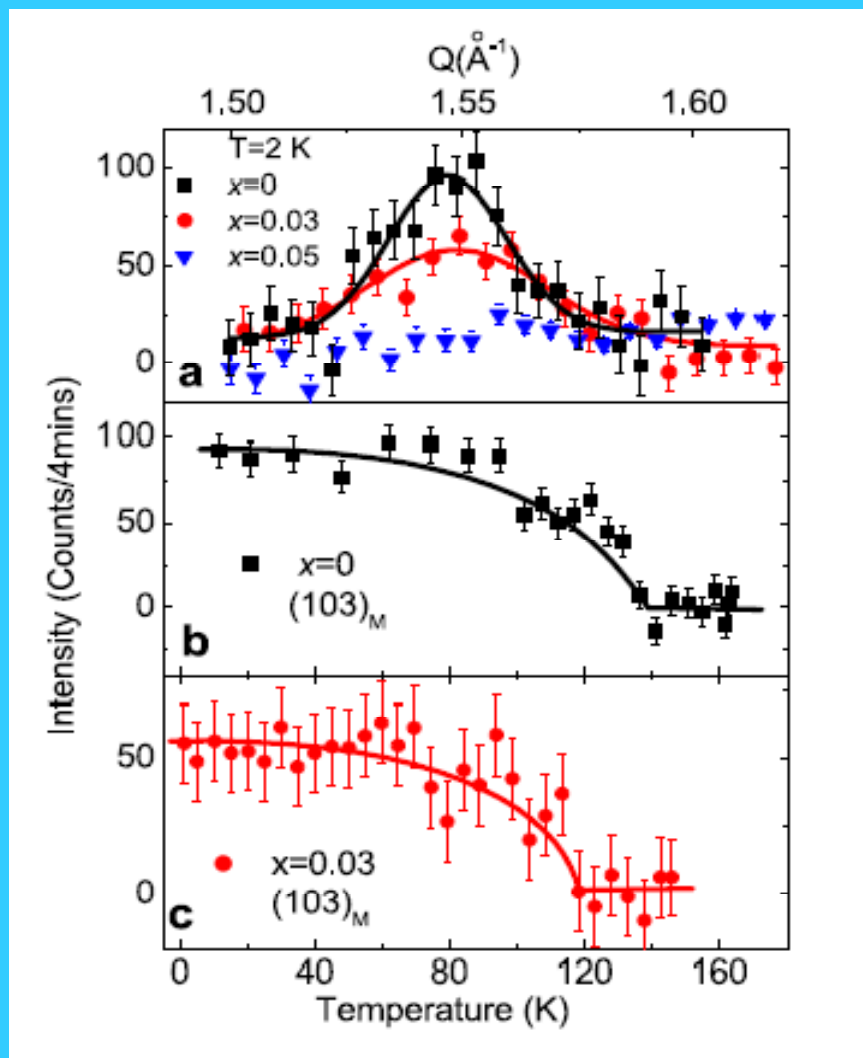 Q(Å⁻¹)
1,50 1,55 1,60
T=2 K
x=0
x=0.03
x=0.05
100
50
0
a
100
50
0
x=0
(103)M
b
50
0
x=0.03
(103)M
c
0 40 80 120 160
Temperature (K)
Intensity (Counts/4mins)